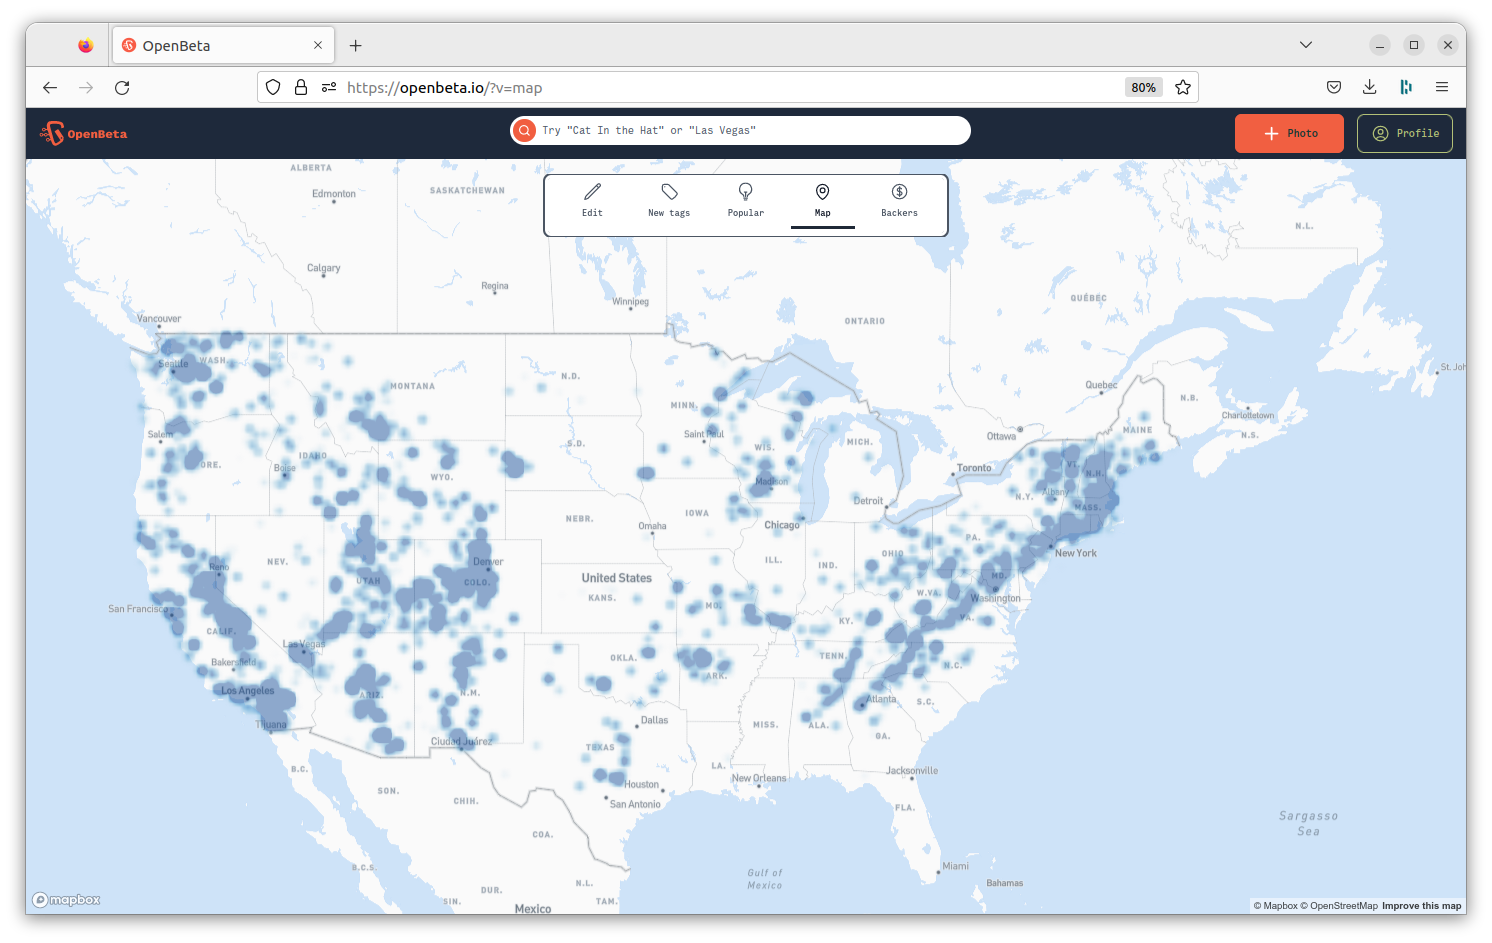 OpenBeta
https://openbeta.io/?v=map
80%
OpenBeta
Try "Cat In the Hat" or "Las Vegas"
Photo
Profile
Edit
New tags
Popular
Map
Backers
ALBERTA
Edmonton
SASKATCHEWAN
N.L.
Calgary
Regina
Winnipeg
QUÉBEC
Vancouver
ONTARIO
Seattle
WASH.
St. Joh
MONTANA
N.D.
Quebec
N.B.
MINN.
Charlottetown
Salem
Saint Paul
Ottawa
MAINE
N.S.
S.D.
WIS.
MICH.
ORE.
IDAHO
Boise
VT.
N.H.
Toronto
WYO.
Madison
N.Y.
Albany
Detroit
MASS.
NEBR.
IOWA
Omaha
Chicago
PA.
New York
NEV.
Reno
Denver
ILL.
IND.
OHIO
UTAH
COLO.
United States
MD.
KANS.
MO.
W.VA.
Washington
San Francisco
KY.
VA.
CALIF.
Las Vegas
Bakersfield
OKLA.
TENN.
N.C.
ARK.
Los Angeles
ARIZ.
N.M.
Atlanta
S.C.
Tijuana
Dallas
MISS.
ALA.
GA.
Ciudad Juárez
TEXAS
B.C.
LA.
Jacksonville
New Orleans
Houston
SON.
CHIH.
San Antonio
FLA.
Sargasso
Sea
COA.
B.C.S.
Gulf of
Mexico
Miami
Bahamas
DUR.
N.L.
SIN.
TAM.
Mexico
mapbox
© Mapbox © OpenStreetMap Improve this map